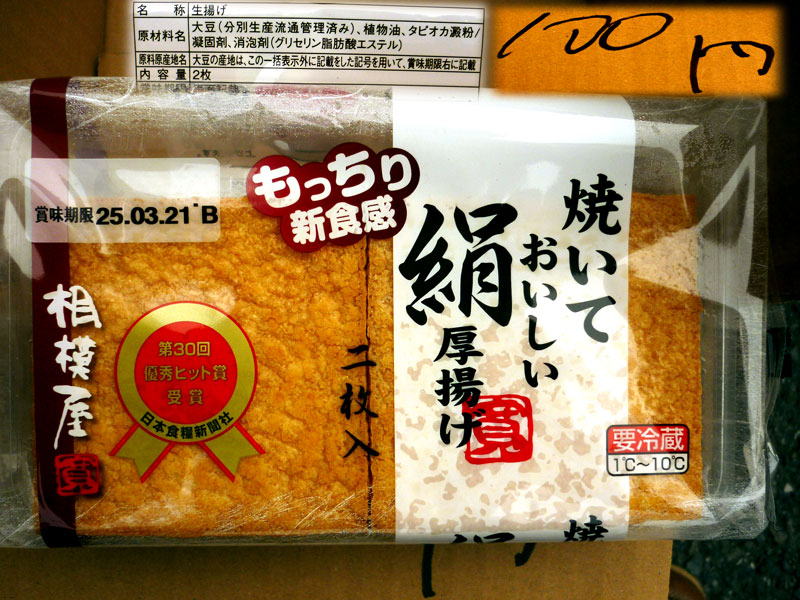 名 称 生揚げ
原材料名 大豆(分別生産流通管理済み)、植物油、タピオカ澱粉/
凝固剤、消泡剤(グリセリン脂肪酸エステル)
原料原産地名 大豆の産地は、この一括表示外に記載をした記号を用いて、賞味期限右に記載
内 容 量 2枚
100円
賞味期限 25.03.21 B
もっちり
新食感
焼いて
おいしい
絹
厚揚げ
寛
相模屋
寛
第30回
優秀ヒット賞
受賞
日本食糧新聞社
二枚入
要冷蔵
1℃~10℃
焼
絹